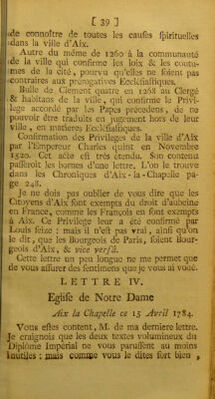 [ 39 ]
de connoître de toutes les causes spirituelles
dans la ville d'Aix.
Autre du même de 1260 à la communauté
de la ville qui confirme les loix & les coutu-
mes de la cité, pourvu qu'elles ne soient pas
contraires aux prérogatives Ecclésiastiques.
Bulle de Clement quatre en 1268 au Clergé
& habitans de la ville, qui confirme le Privi-
lege accordé par les Papes précedens, de ne
pouvoir être traduits en jugement hors de leur
ville, en matieres Ecclésiastiques.
Confirmation des Privileges de la ville d'Aix
par l'Empereur Charles quint en Novembre
1520. Cet acte est très étendu. Son contenu
passeroit les bornes d'une lettre. L'on le trouve
dans les Chroniques d'Aix-la-Chapelle pa-
ge 248.
Je ne dois pas oublier de vous dire que les
Citoyens d'Aix sont exempts du droit d'aubeine
en France, comme les François en sont exempts
à Aix. Ce Privilege leur a été confirmé par
Louis seize : mais il n'est pas vrai, ainsi qu'on
le dit, que les Bourgeois de Paris, soient Bour-
geois d'Aix, & vice versâ.
Cette lettre un peu longue ne me permet que
de vous assurer des sentimens que je vous ai voué.
LETTRE IV.
Eglise de Notre Dame
Aix la Chapelle ce 15 Avril 1784.
Vous estes content, M. de ma derniere lettre.
Je craignois que les deux textes volumineux du
Diplôme Impérial ne vous parussent au moins
inutiles : mais comme vous le dites fort bien,